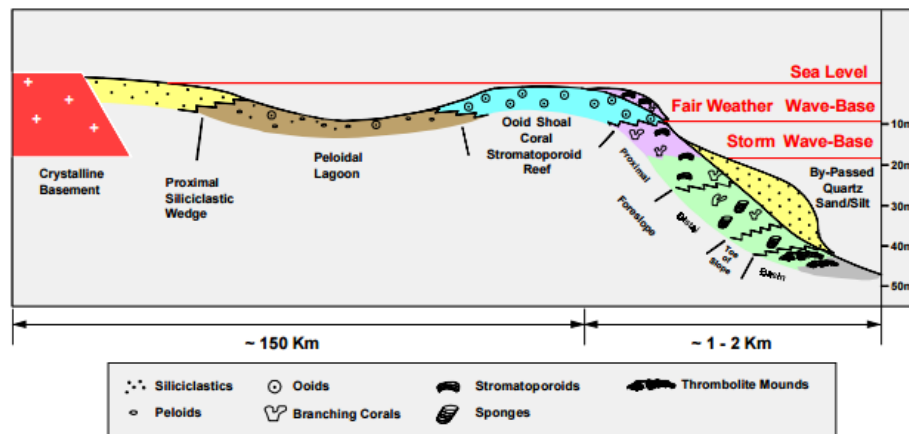 Sea Level
Fair Weather Wave-Base
10m
Storm Wave-Base
20m
30m
40m
50m
Crystalline
Basement
Proximal
Siliciclastic
Wedge
Peloidal
Lagoon
Ooid Shoal
Coral
Stromatoporoid
Reef
By-Passed
Quartz
Sand/Silt
Proximal
Foreslope
Distal
Toe
of
Slope
Basin
~ 150 Km
~ 1 - 2 Km
Siliciclastics
Ooids
Stromatoporoids
Thrombolite Mounds
Peloids
Branching Corals
Sponges